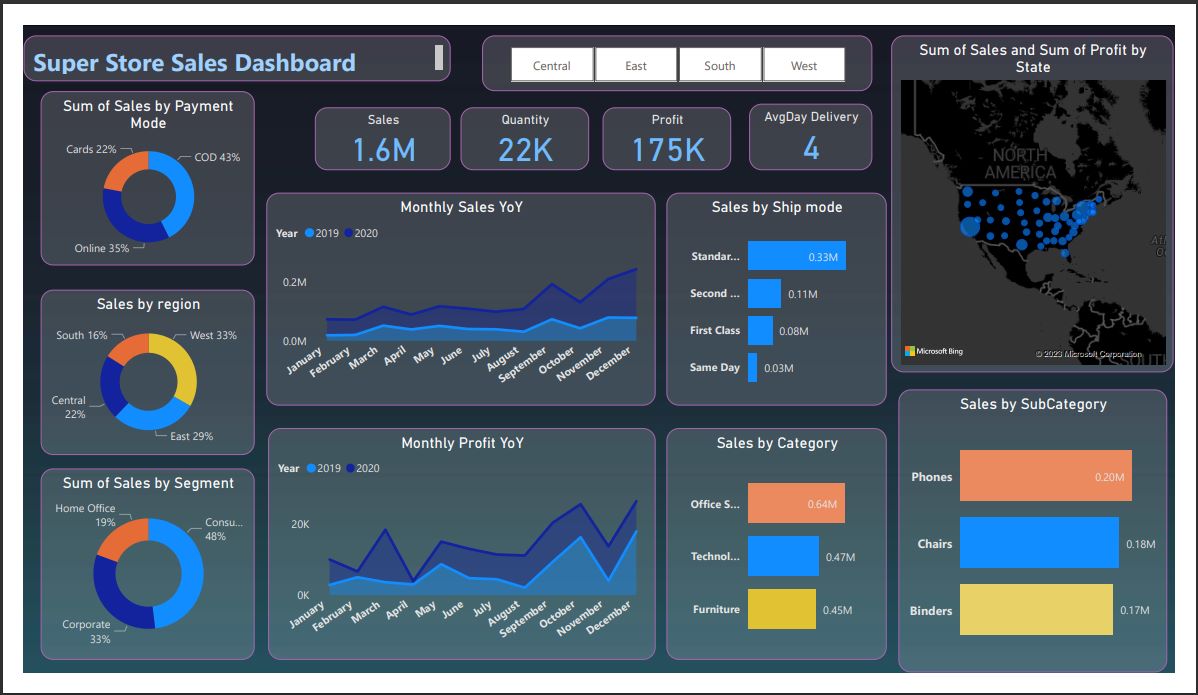 Super Store Sales Dashboard
Central
East
South
West
Sum of Sales and Sum of Profit by
State
Sum of Sales by Payment
Mode
Cards 22%
COD 43%
Online 35%
Sales
1.6M
Quantity
22K
Profit
175K
AvgDay Delivery
4
NORTH
AMERICA
Microsoft Bing
© 2023 Microsoft Corporation
Monthly Sales YoY
Year
2019
2020
0.2M
0.0M
January
February
March
April
May
June
July
August
September
October
November
December
Sales by Ship mode
Standar...
0.33M
Second ...
0.11M
First Class
0.08M
Same Day
0.03M
Sales by region
South 16%
West 33%
Central
22%
East 29%
Sales by SubCategory
Phones
0.20M
Chairs
0.18M
Binders
0.17M
Monthly Profit YoY
Year
2019
2020
20K
0K
January
February
March
April
May
June
July
August
September
October
November
December
Sales by Category
Office S...
0.64M
Technol...
0.47M
Furniture
0.45M
Sum of Sales by Segment
Home Office
19%
Consu...
48%
Corporate
33%